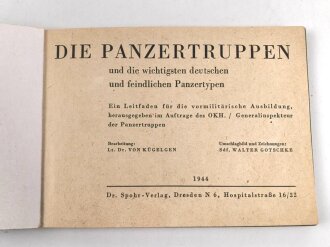 DIE PANZERTRUPPEN
und die wichtigsten deutschen
und feindlichen Panzertypen
Ein Leitfaden für die vormilitärische Ausbildung,
herausgegeben im Auftrage des OKH. / Generalinspekteur
der Panzertruppen
Bearbeitung:
Lt. Dr. VON KÜGELGEN
Umschlagbild und Zeichnungen:
Sdf. WALTER GOTSCHKE
1944
Dr. Spohr-Verlag, Dresden N 6, Hospitalstraße 16/22